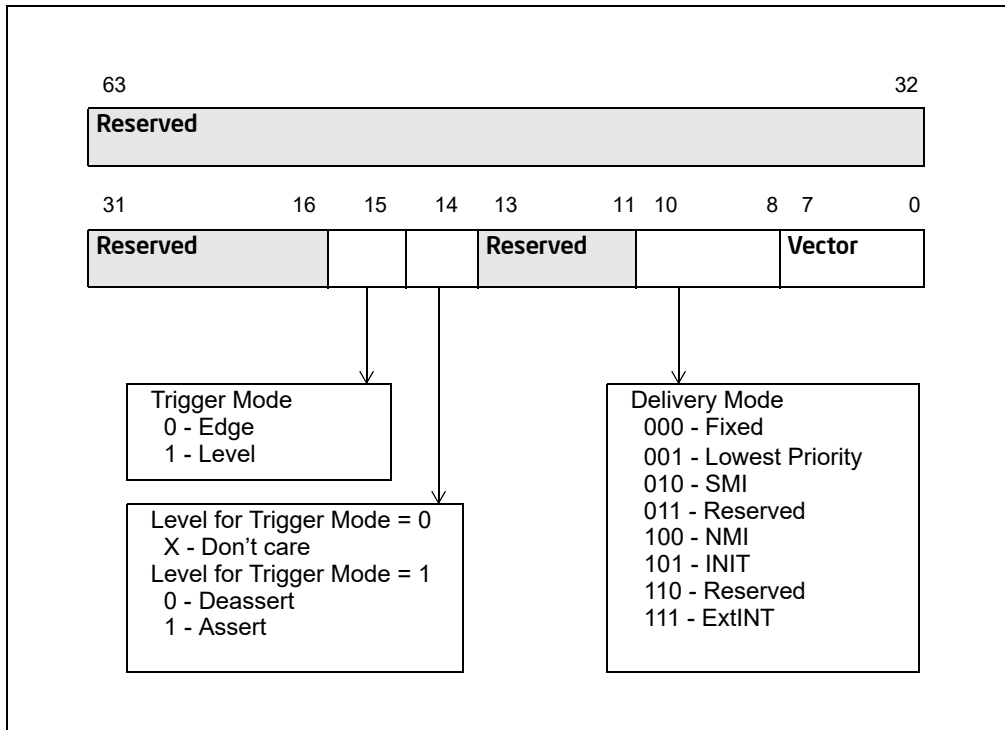 63 32
Reserved
31 16 15 14 13 11 10 8 7 0
Reserved Reserved Vector
Trigger Mode
0 - Edge
1 - Level
Level for Trigger Mode = 0
X - Don’t care
Level for Trigger Mode = 1
0 - Deassert
1 - Assert
Delivery Mode
000 - Fixed
001 - Lowest Priority
010 - SMI
011 - Reserved
100 - NMI
101 - INIT
110 - Reserved
111 - ExtINT